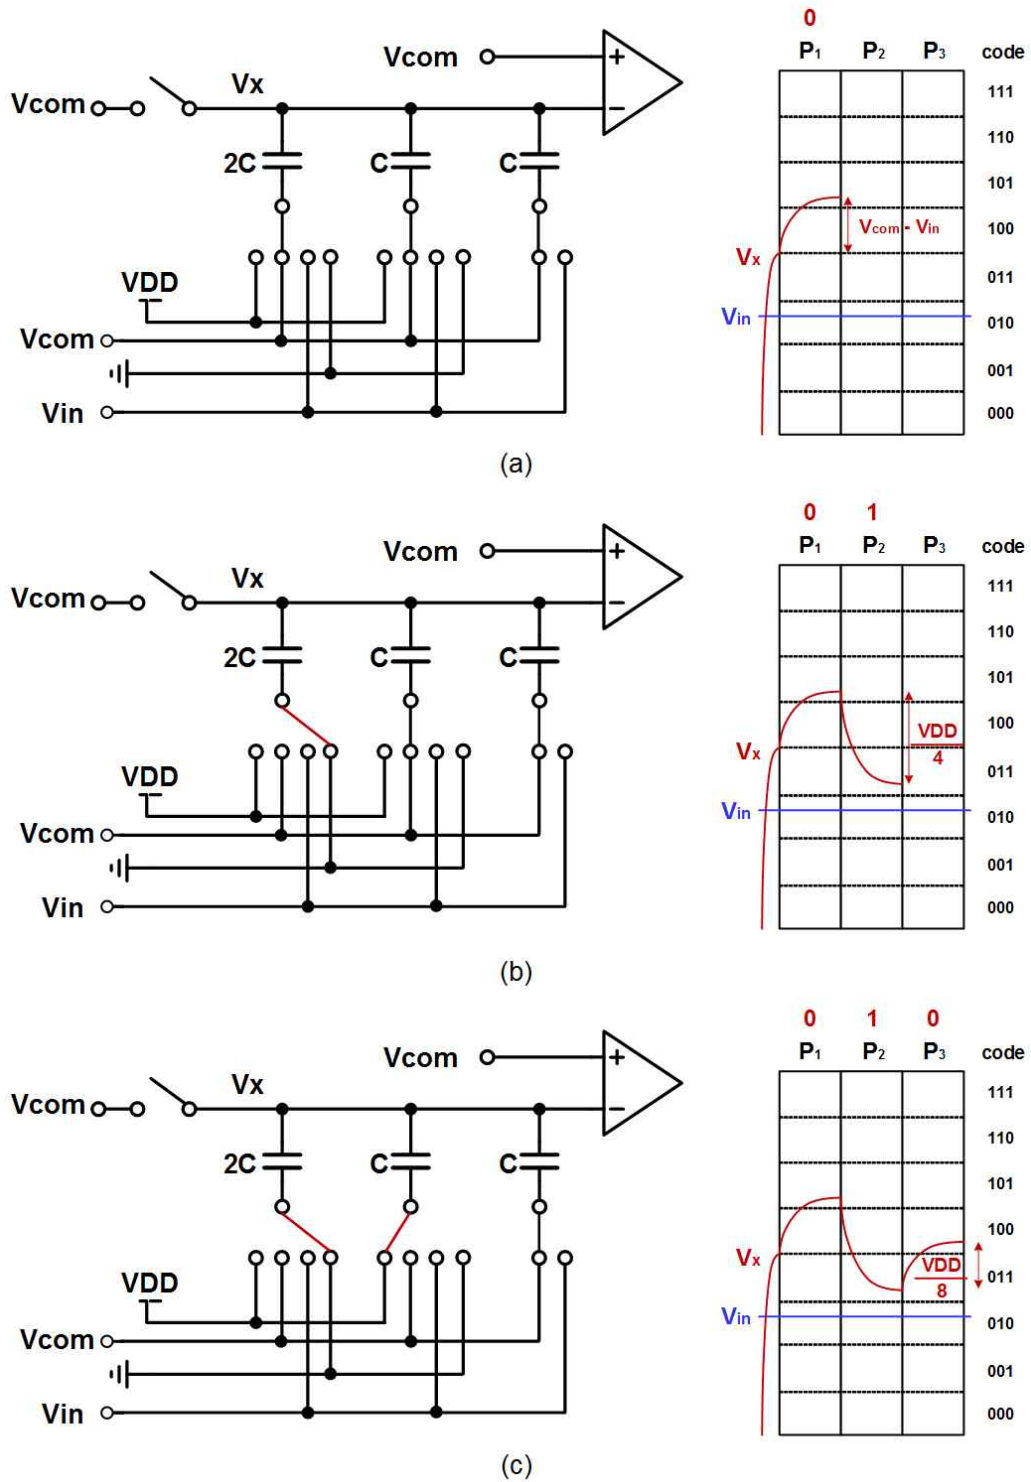 0
P1 P2 P3 code
Vcom +
Vcom Vx −
2C C C
VDD
Vcom
Vin
111
110
101
100
Vcom - Vin
Vx
011
Vin
010
001
000
(a)
0 1
P1 P2 P3 code
Vcom +
Vcom Vx −
2C C C
VDD
Vcom
Vin
111
110
101
100
VDD
4
Vx
011
Vin
010
001
000
(b)
0 1 0
P1 P2 P3 code
Vcom +
Vcom Vx −
2C C C
VDD
Vcom
Vin
111
110
101
100
Vx
VDD
8
011
Vin
010
001
000
(c)